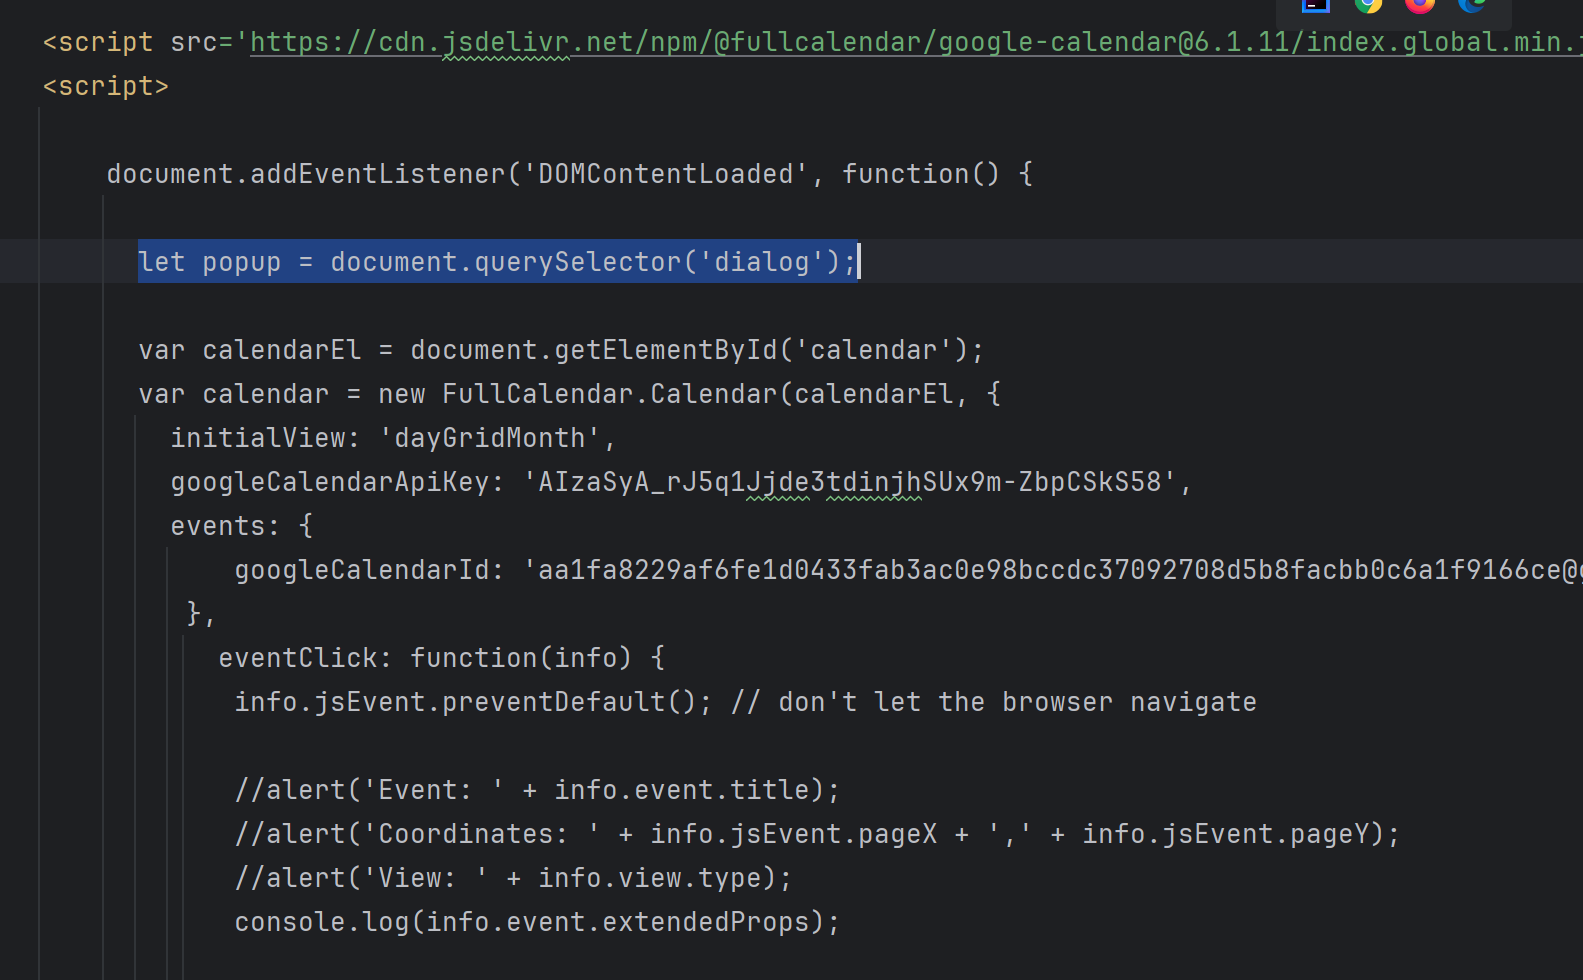 <script src='https://cdn.jsdelivr.net/npm/@fullcalendar/google-calendar@6.1.11/index.global.min.j
<script>
document.addEventListener('DOMContentLoaded', function() {
let popup = document.querySelector('dialog');
var calendarEl = document.getElementById('calendar');
var calendar = new FullCalendar.Calendar(calendarEl, {
initialView: 'dayGridMonth',
googleCalendarApiKey: 'AIzaSyA_rJ5q1Jjde3tdinjhSUx9m-ZbpCSkS58',
events: {
googleCalendarId: 'aa1fa8229af6fe1d0433fab3ac0e98bccdc37092708d5b8facbb0c6a1f9166ce@g
},
eventClick: function(info) {
info.jsEvent.preventDefault(); // don't let the browser navigate
//alert('Event: ' + info.event.title);
//alert('Coordinates: ' + info.jsEvent.pageX + ',' + info.jsEvent.pageY);
//alert('View: ' + info.view.type);
console.log(info.event.extendedProps);